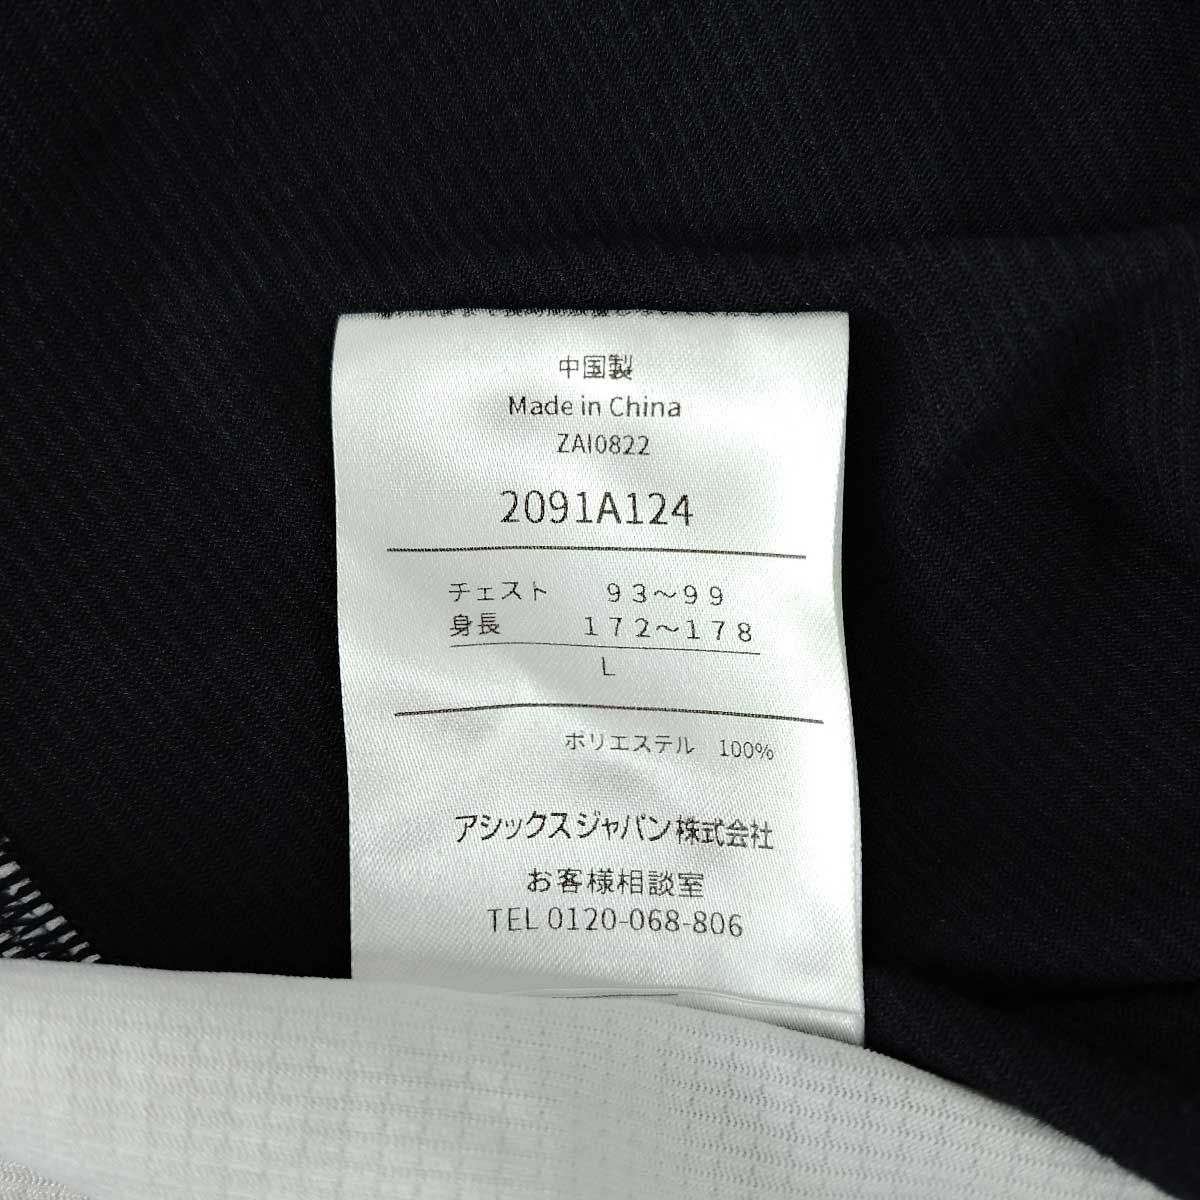 中国製
Made in China
ZAI0822
2091A124
チェスト ９３～９９
身長 １７２～１７８
L
ポリエステル 100%
アシックスジャパン株式会社
お客様相談室
TEL 0120-068-806